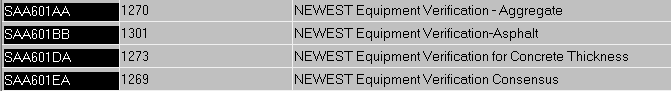 SAA601AA 1270 NEWEST Equipment Verification - Aggregate
SAA601BB 1301 NEWEST Equipment Verification-Asphalt
SAA601DA 1273 NEWEST Equipment Verification for Concrete Thickness
SAA601EA 1269 NEWEST Equipment Verification Consensus